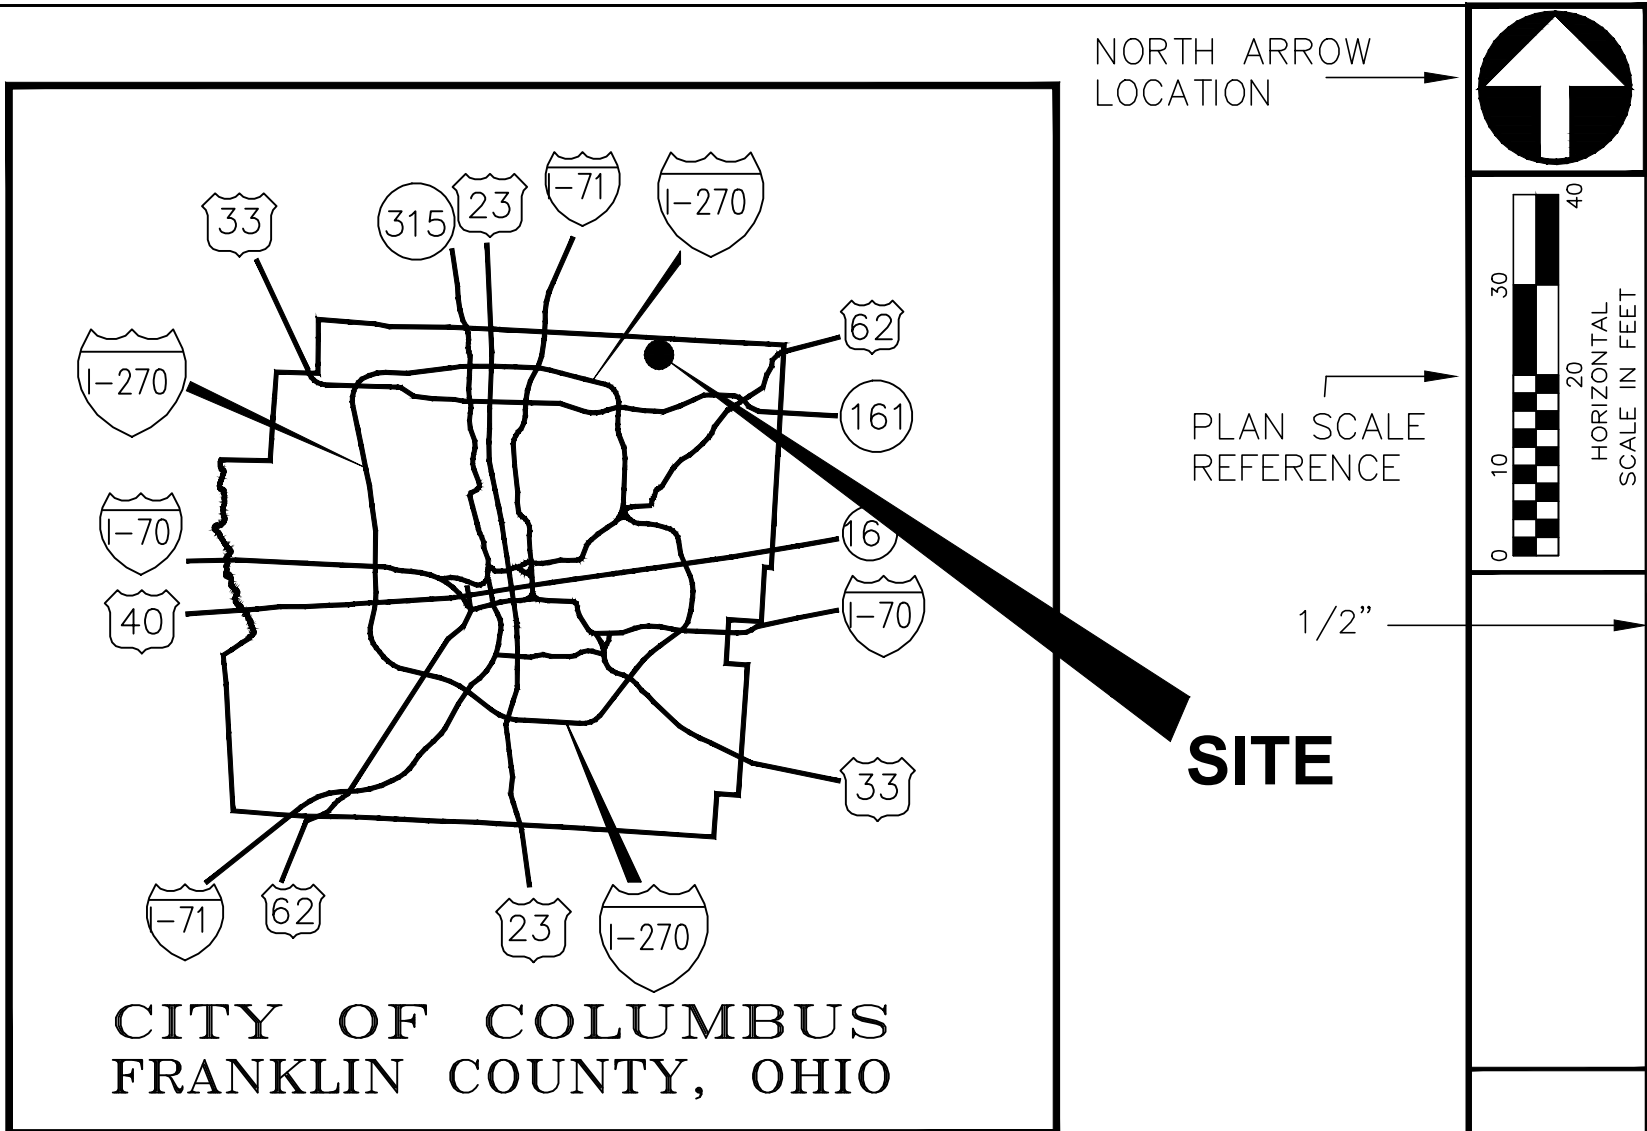 NORTH ARROW
LOCATION
33
315
23
I-71
I-270
62
I-270
161
I-70
16
40
I-70
33
I-71
62
23
I-270
CITY OF COLUMBUS
FRANKLIN COUNTY, OHIO
SITE
PLAN SCALE
REFERENCE
1/2"
40
30
20
10
0
HORIZONTAL
SCALE IN FEET